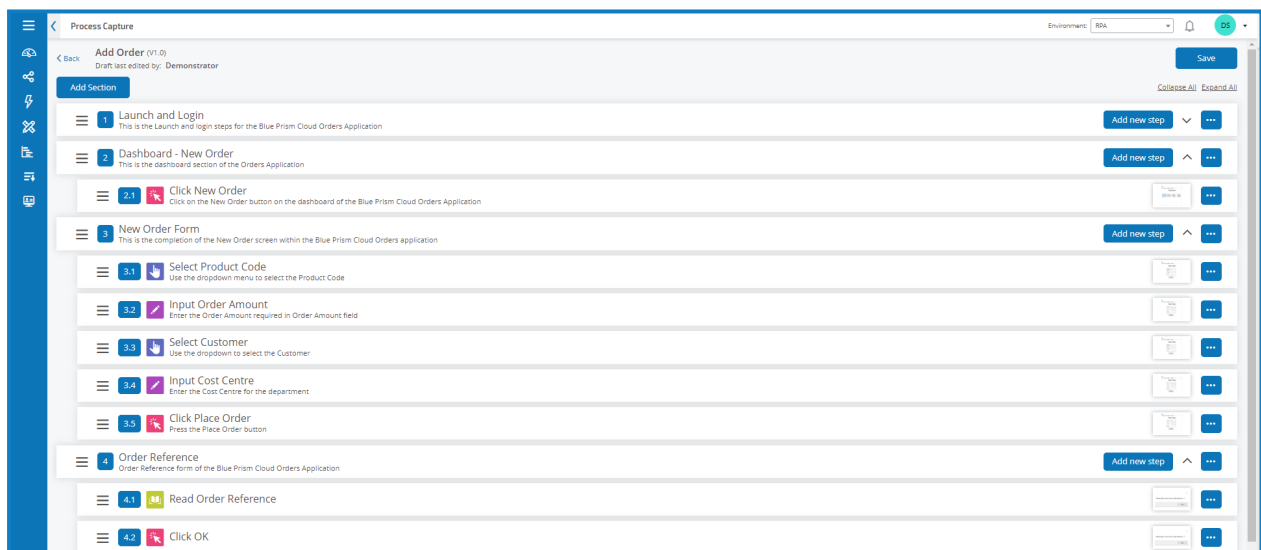 Process Capture
Environment: RPA
DS
Back
Add Order (V1.0)
Draft last edited by: Demonstrator
Save
Add Section
Collapse All Expand All
1 Launch and Login
This is the Launch and login steps for the Blue Prism Cloud Orders Application
Add new step
2 Dashboard - New Order
This is the dashboard section of the Orders Application
Add new step
2.1 Click New Order
Click on the New Order button on the dashboard of the Blue Prism Cloud Orders Application
3 New Order Form
This is the completion of the New Order screen within the Blue Prism Cloud Orders application
Add new step
3.1 Select Product Code
Use the dropdown menu to select the Product Code
3.2 Input Order Amount
Enter the Order Amount required in Order Amount field
3.3 Select Customer
Use the dropdown to select the Customer
3.4 Input Cost Centre
Enter the Cost Centre for the department
3.5 Click Place Order
Press the Place Order button
4 Order Reference
Order Reference form of the Blue Prism Cloud Orders Application
Add new step
4.1 Read Order Reference
4.2 Click OK